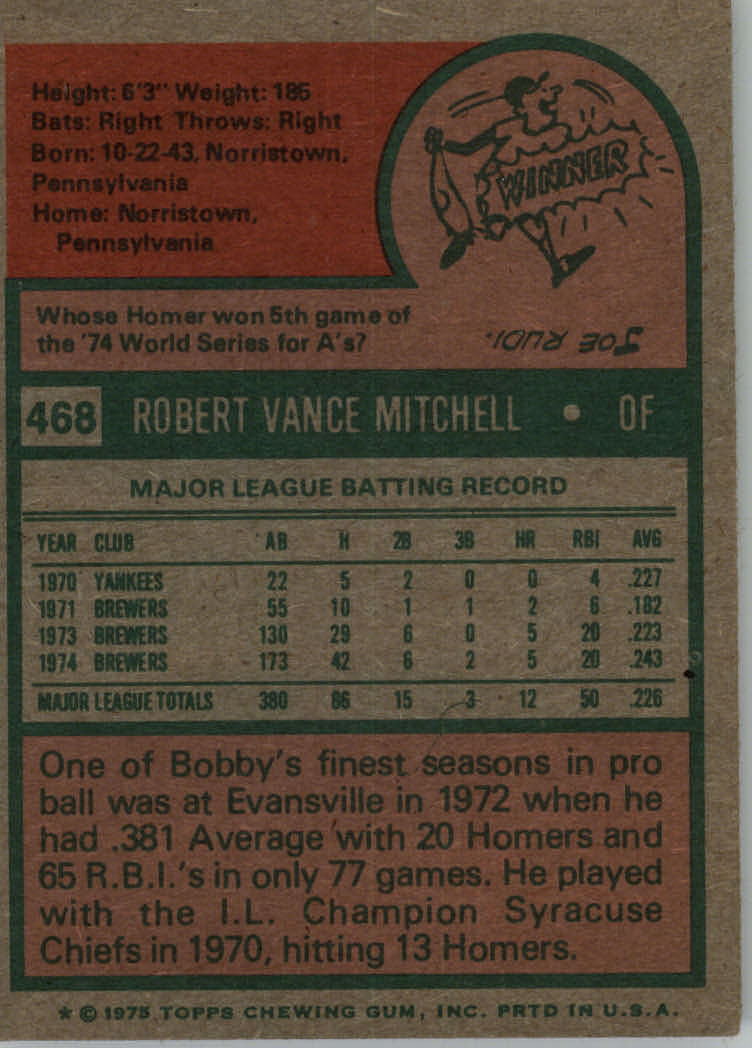 Height: 6'3" Weight: 185
Bats: Right Throws: Right
Born: 10-22-43, Norristown,
Pennsylvania
Home: Norristown,
Pennsylvania
WINNER
Whose Homer won 5th game of
the '74 World Series for A's?
JOE RUDI.
468 ROBERT VANCE MITCHELL • OF
MAJOR LEAGUE BATTING RECORD
YEAR CLUB AB H 2B 3B HR RBI AVG
1970 YANKEES 22 5 2 0 0 4 .227
1971 BREWERS 55 10 1 1 2 6 .182
1973 BREWERS 130 29 6 0 5 20 .223
1974 BREWERS 173 42 6 2 5 20 .243
MAJOR LEAGUE TOTALS 380 86 15 3 12 50 .226
One of Bobby's finest seasons in pro
ball was at Evansville in 1972 when he
had .381 Average with 20 Homers and
65 R.B.I.'s in only 77 games. He played
with the I.L. Champion Syracuse
Chiefs in 1970, hitting 13 Homers.
* © 1975 TOPPS CHEWING GUM, INC. PRTD IN U.S.A.